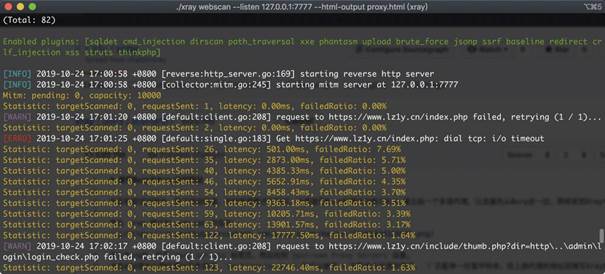 ./xray webscan --listen 127.0.0.1:7777 --html-output proxy.html (xray)
⌥⌘5
(Total: 82)
Enabled plugins: [sqldet cmd_injection dirscan path_traversal xxe phantasm upload brute_force jsonp ssrf baseline redirect cr
lf_injection xss struts thinkphp]
[INFO] 2019-10-24 17:00:58 +0800 [reverse:http_server.go:169] starting reverse http server
[INFO] 2019-10-24 17:00:58 +0800 [collector:mitm.go:245] starting mitm server at 127.0.0.1:7777
Mitm: pending: 0, capacity: 10000
Statistic: targetScanned: 0, requestSent: 1, latency: 0.00ms, failedRatio: 0.00%
[WARN] 2019-10-24 17:01:20 +0800 [default:client.go:208] request to https://www.lz1y.cn/index.php failed, retrying (1 / 1)...
Statistic: targetScanned: 0, requestSent: 2, latency: 0.00ms, failedRatio: 0.00%
[ERRO] 2019-10-24 17:01:25 +0800 [default:single.go:183] Get https://www.lz1y.cn/index.php: dial tcp: i/o timeout
Statistic: targetScanned: 0, requestSent: 26, latency: 501.00ms, failedRatio: 7.69%
Statistic: targetScanned: 0, requestSent: 35, latency: 2873.00ms, failedRatio: 5.71%
Statistic: targetScanned: 0, requestSent: 40, latency: 4385.33ms, failedRatio: 5.00%
Statistic: targetScanned: 0, requestSent: 46, latency: 5652.91ms, failedRatio: 4.35%
Statistic: targetScanned: 0, requestSent: 54, latency: 8458.43ms, failedRatio: 3.70%
Statistic: targetScanned: 0, requestSent: 57, latency: 9363.18ms, failedRatio: 3.51%
Statistic: targetScanned: 0, requestSent: 59, latency: 10205.71ms, failedRatio: 3.39%
Statistic: targetScanned: 0, requestSent: 63, latency: 13901.57ms, failedRatio: 3.17%
Statistic: targetScanned: 0, requestSent: 122, latency: 17777.50ms, failedRatio: 1.64%
[WARN] 2019-10-24 17:02:17 +0800 [default:client.go:208] request to https://www.lz1y.cn/include/thumb.php?dir=http\..\admin\l
ogin\login_check.php failed, retrying (1 / 1)...
Statistic: targetScanned: 0, requestSent: 123, latency: 22746.40ms, failedRatio: 1.63%